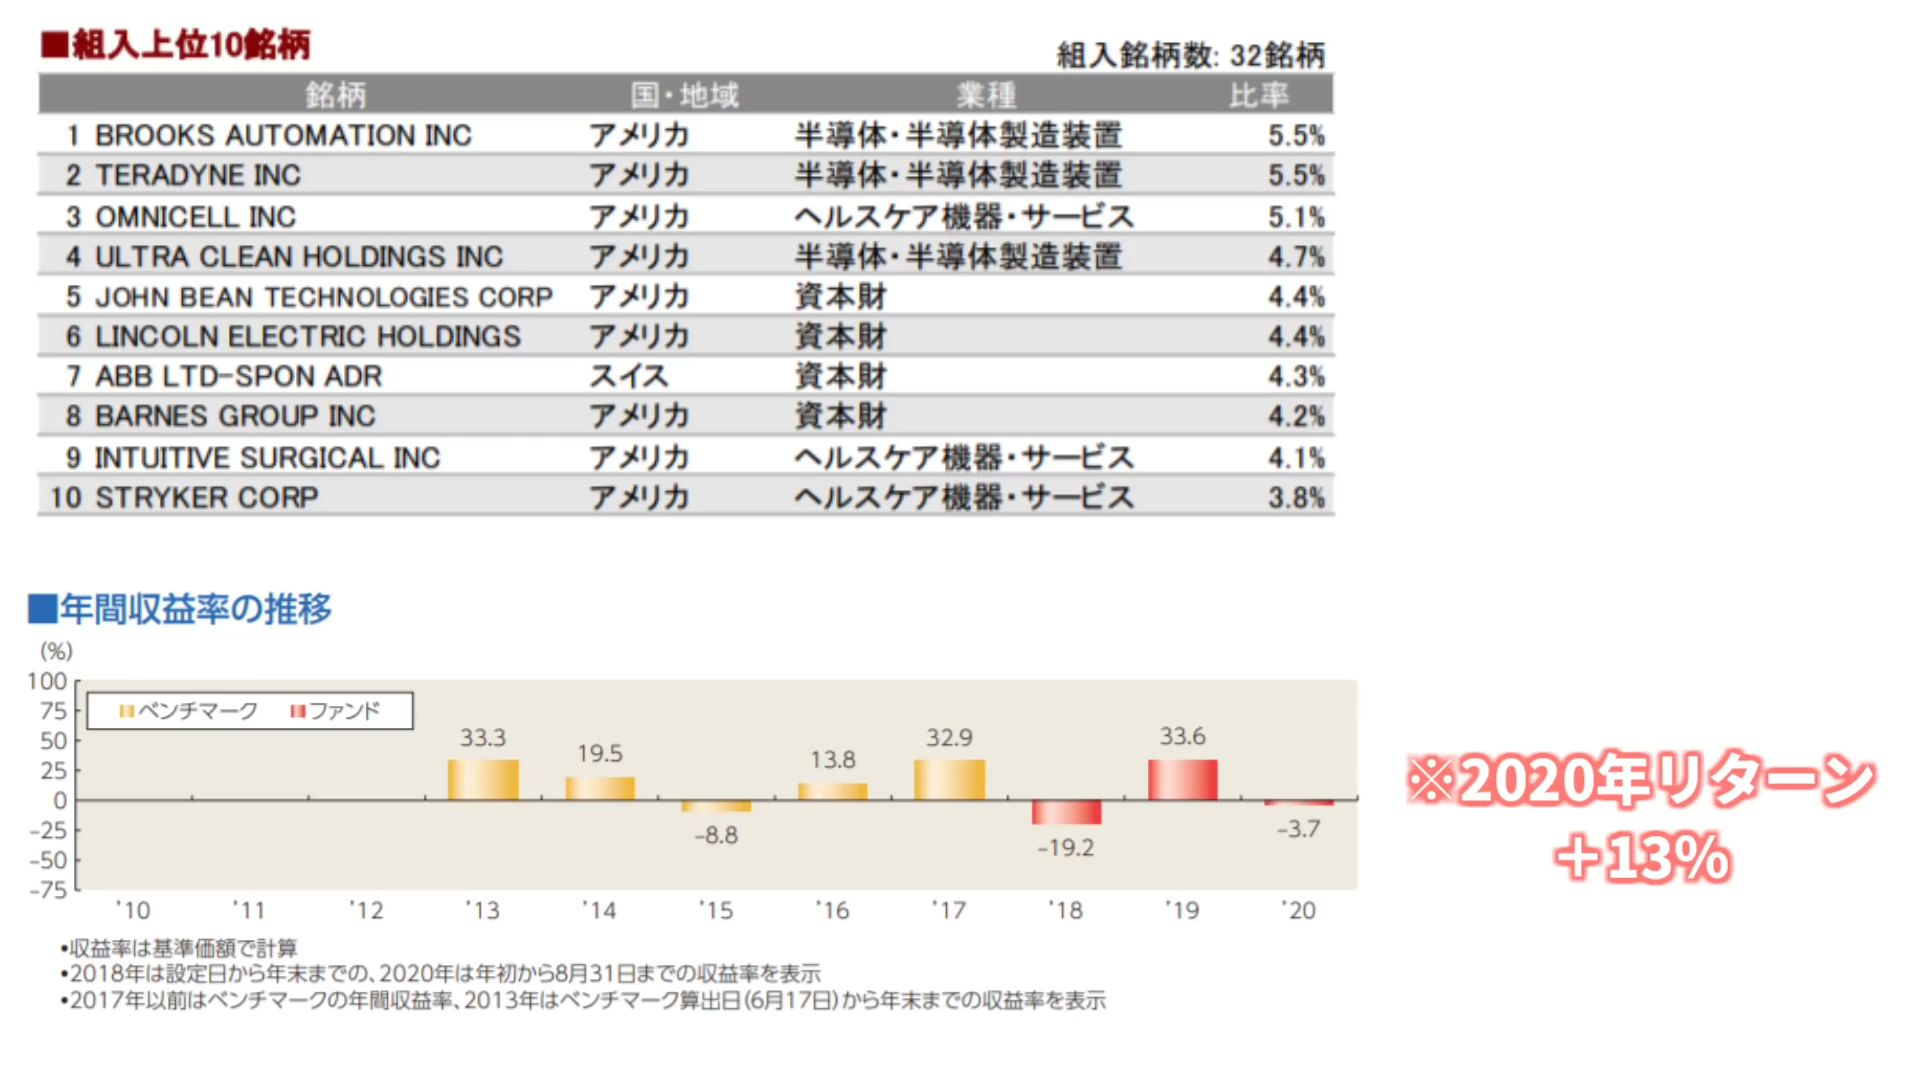 ■組入上位10銘柄
組入銘柄数: 32銘柄
銘柄 国・地域 業種 比率
1 BROOKS AUTOMATION INC アメリカ 半導体・半導体製造装置 5.5%
2 TERADYNE INC アメリカ 半導体・半導体製造装置 5.5%
3 OMNICELL INC アメリカ ヘルスケア機器・サービス 5.1%
4 ULTRA CLEAN HOLDINGS INC アメリカ 半導体・半導体製造装置 4.7%
5 JOHN BEAN TECHNOLOGIES CORP アメリカ 資本財 4.4%
6 LINCOLN ELECTRIC HOLDINGS アメリカ 資本財 4.4%
7 ABB LTD-SPON ADR スイス 資本財 4.3%
8 BARNES GROUP INC アメリカ 資本財 4.2%
9 INTUITIVE SURGICAL INC アメリカ ヘルスケア機器・サービス 4.1%
10 STRYKER CORP アメリカ ヘルスケア機器・サービス 3.8%
■年間収益率の推移
(%)
100
75
50
25
0
-25
-50
-75
ベンチマーク ファンド
33.3
19.5
-8.8
13.8
32.9
-19.2
33.6
-3.7
'10 '11 '12 '13 '14 '15 '16 '17 '18 '19 '20
※2020年リターン
+13%
•収益率は基準価額で計算
•2018年は設定日から年末までの、2020年は年初から8月31日までの収益率を表示
•2017年以前はベンチマークの年間収益率、2013年はベンチマーク算出日(6月17日)から年末までの収益率を表示